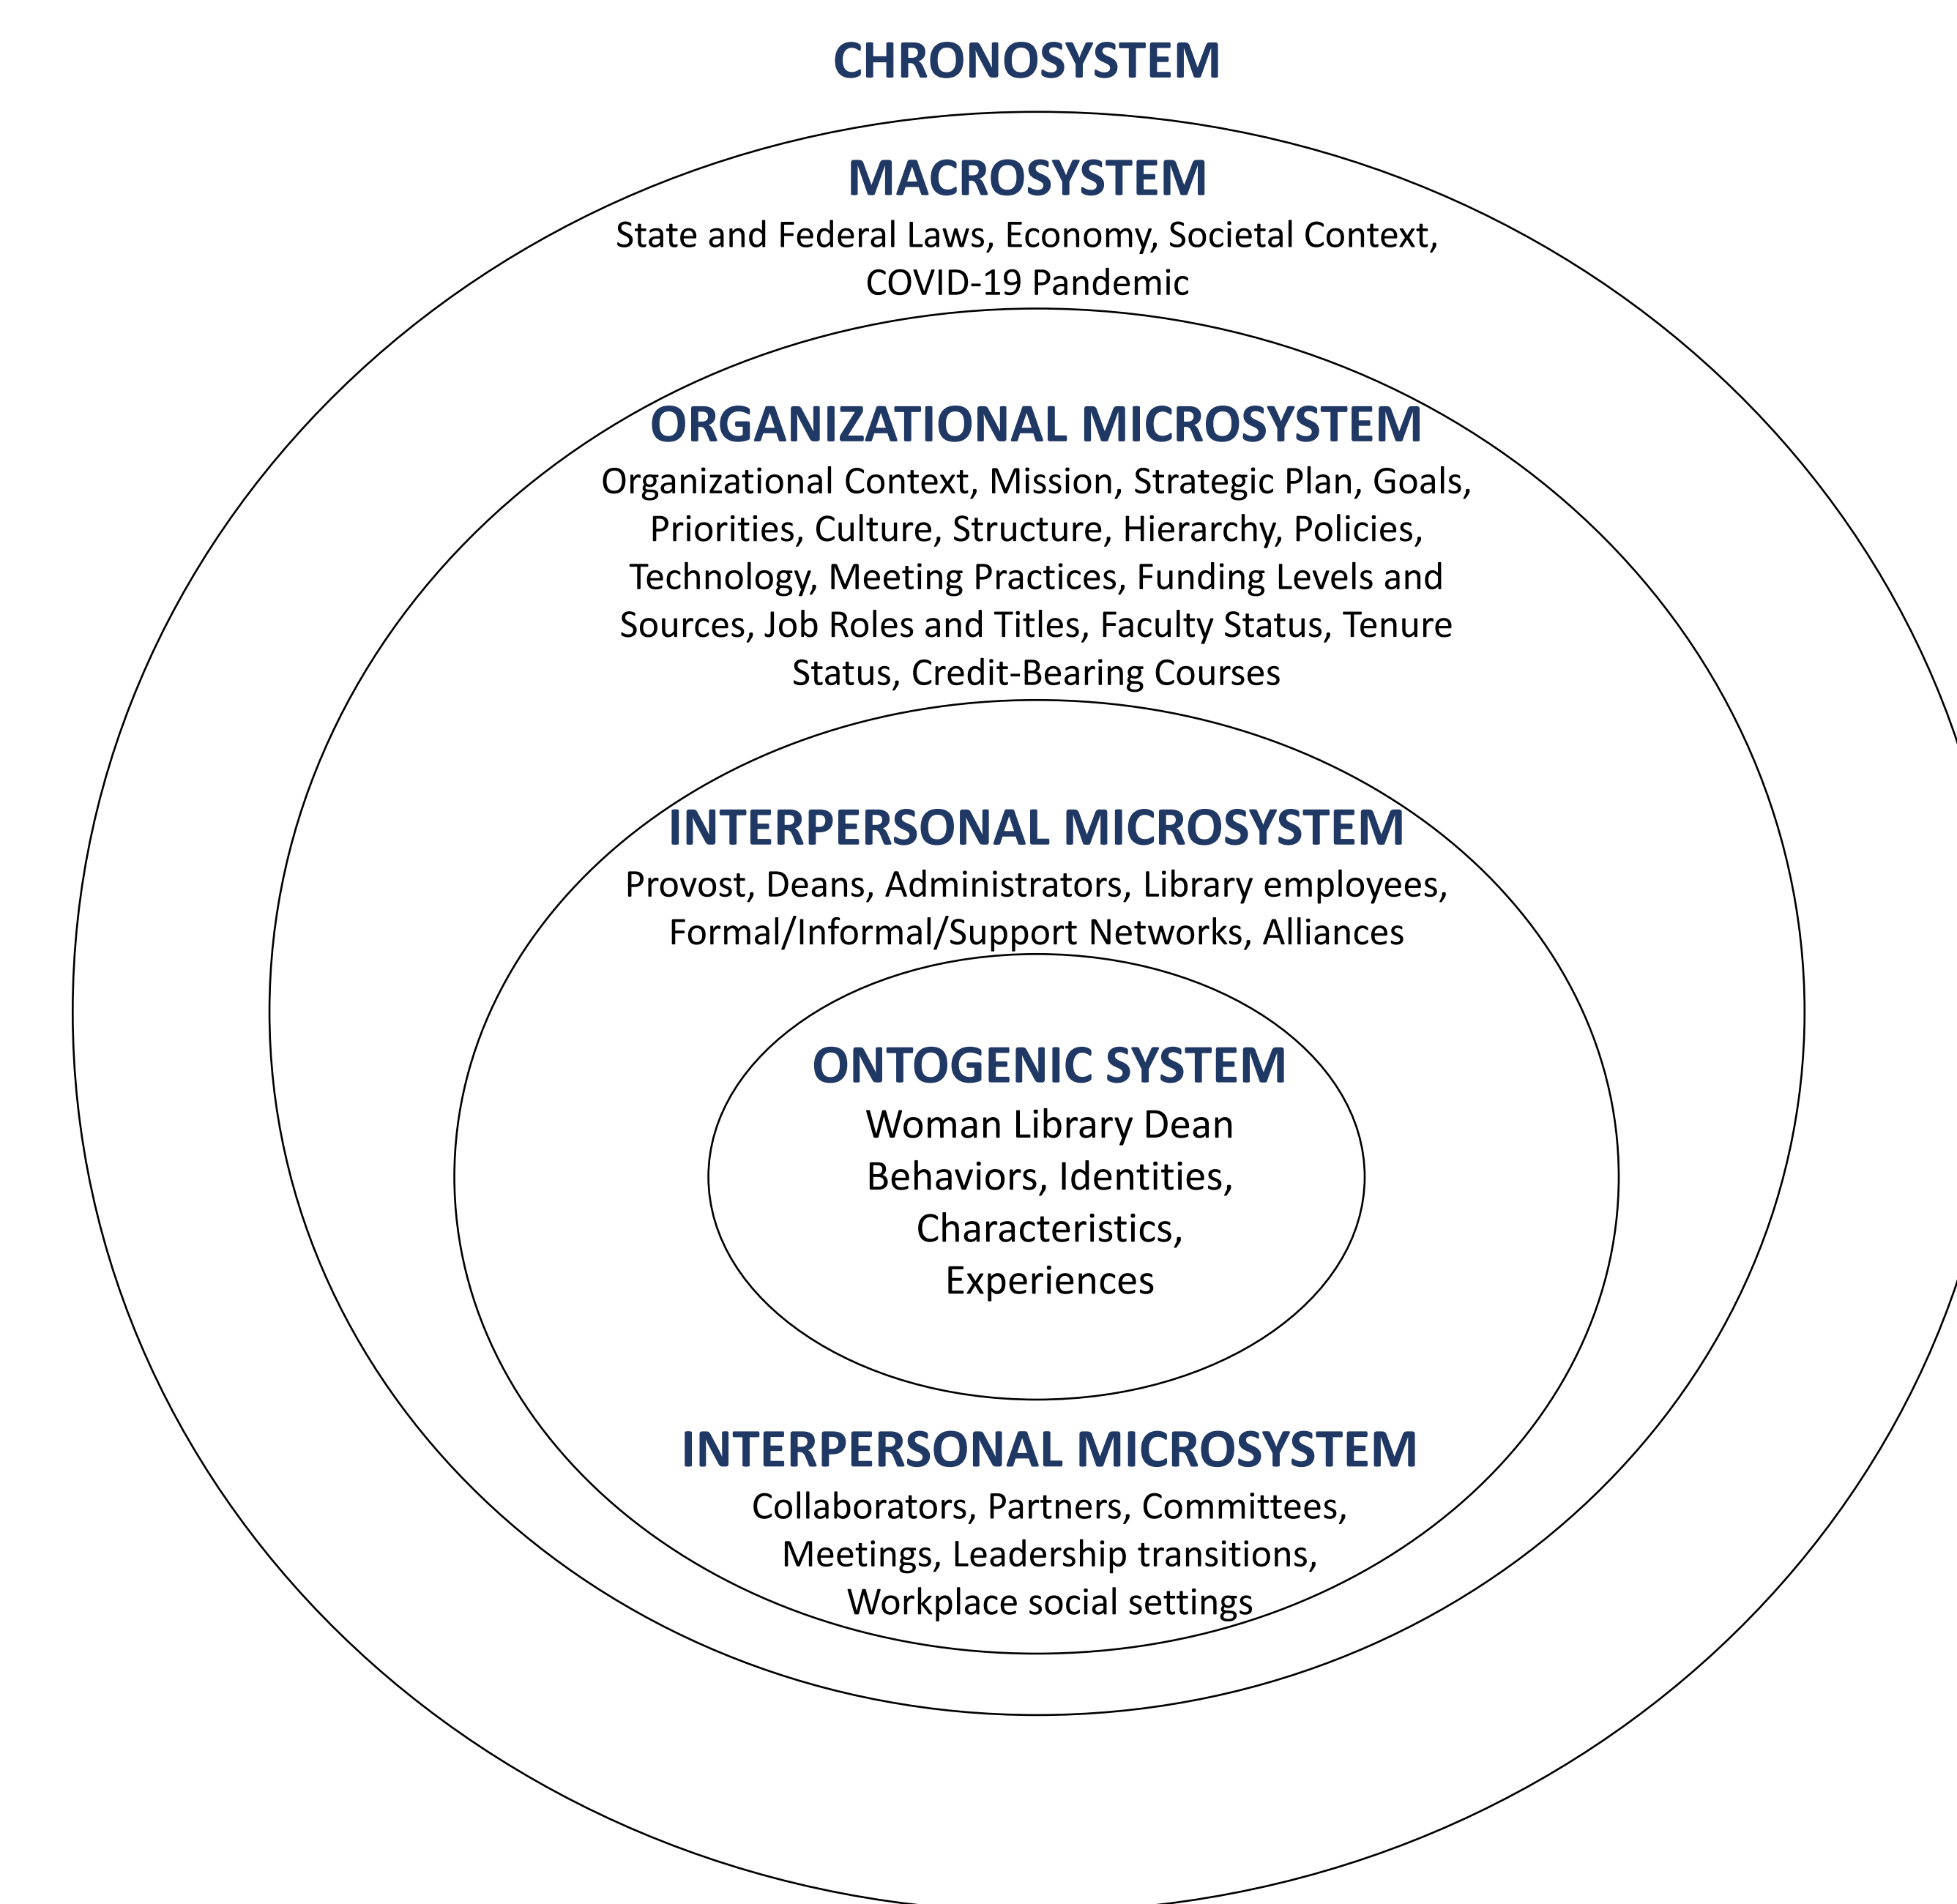 CHRONOSYSTEM
MACROSYSTEM
State and Federal Laws, Economy, Societal Context,
COVID-19 Pandemic
ORGANIZATIONAL MICROSYSTEM
Organizational Context, Mission, Strategic Plan, Goals,
Priorities, Culture, Structure, Hierarchy, Policies,
Technology, Meeting Practices, Funding Levels and
Sources, Job Roles and Titles, Faculty Status, Tenure
Status, Credit-Bearing Courses
INTERPERSONAL MICROSYSTEM
Provost, Deans, Administrators, Library employees,
Formal/Informal/Support Networks, Alliances
ONTOGENIC SYSTEM
Woman Library Dean
Behaviors, Identities,
Characteristics,
Experiences
INTERPERSONAL MICROSYSTEM
Collaborators, Partners, Committees,
Meetings, Leadership transitions,
Workplace social settings